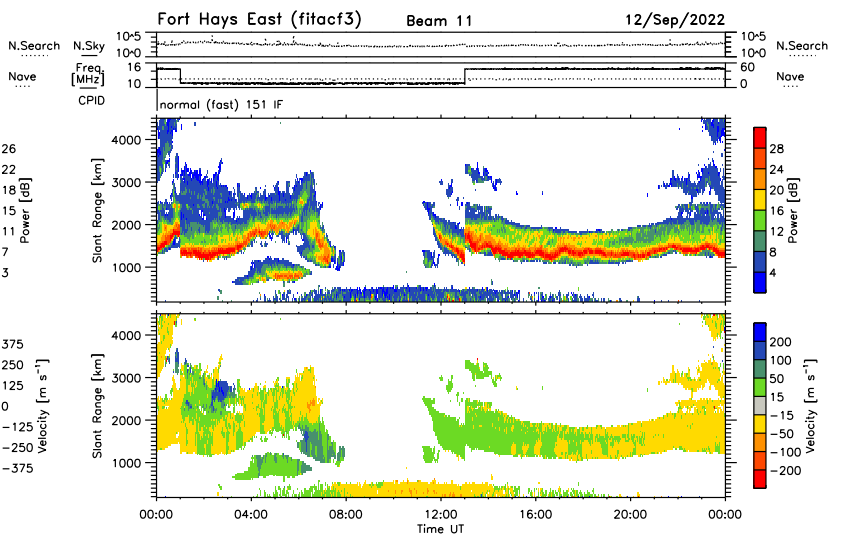 Fort Hays East (fitacf3) Beam 11 12/Sep/2022
N.Search N.Sky 10^5 10^0 10^5 10^0 N.Search
Nave Freq. [MHz] 16 10 60 0 Nave
CPID normal (fast) 151 IF
26 22 18 15 11 7 3
Power [dB]
Slant Range [km]
4000 3000 2000 1000
28 24 20 16 12 8 4
Power [dB]
375 250 125 0 −125 −250 −375
Velocity [m s⁻¹]
Slant Range [km]
4000 3000 2000 1000
200 100 50 15 −15 −50 −100 −200
Velocity [m s⁻¹]
00:00 04:00 08:00 12:00 16:00 20:00 00:00
Time UT